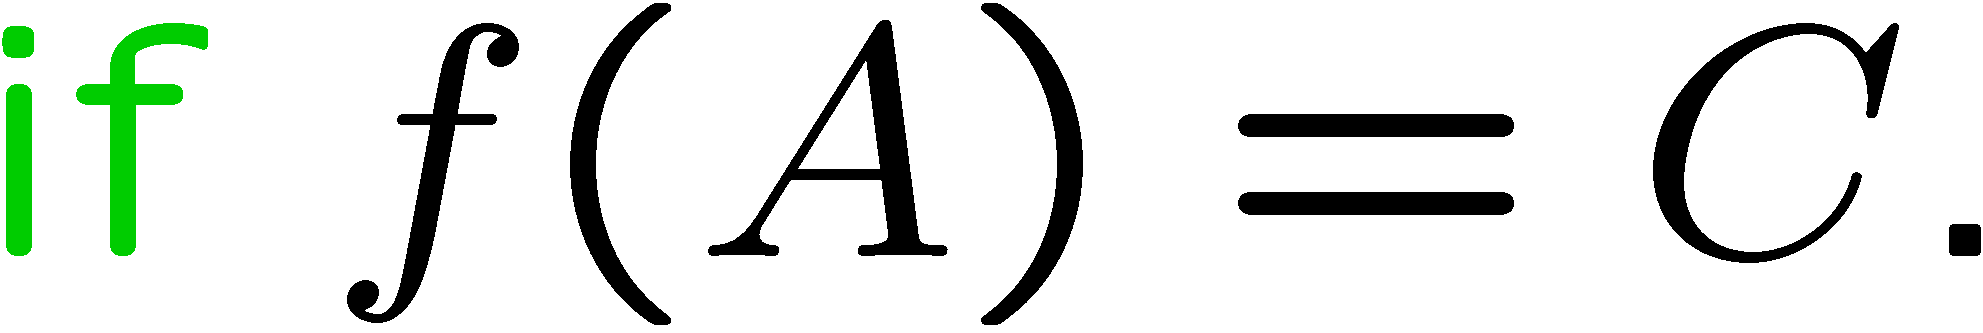 if f(A) = C.